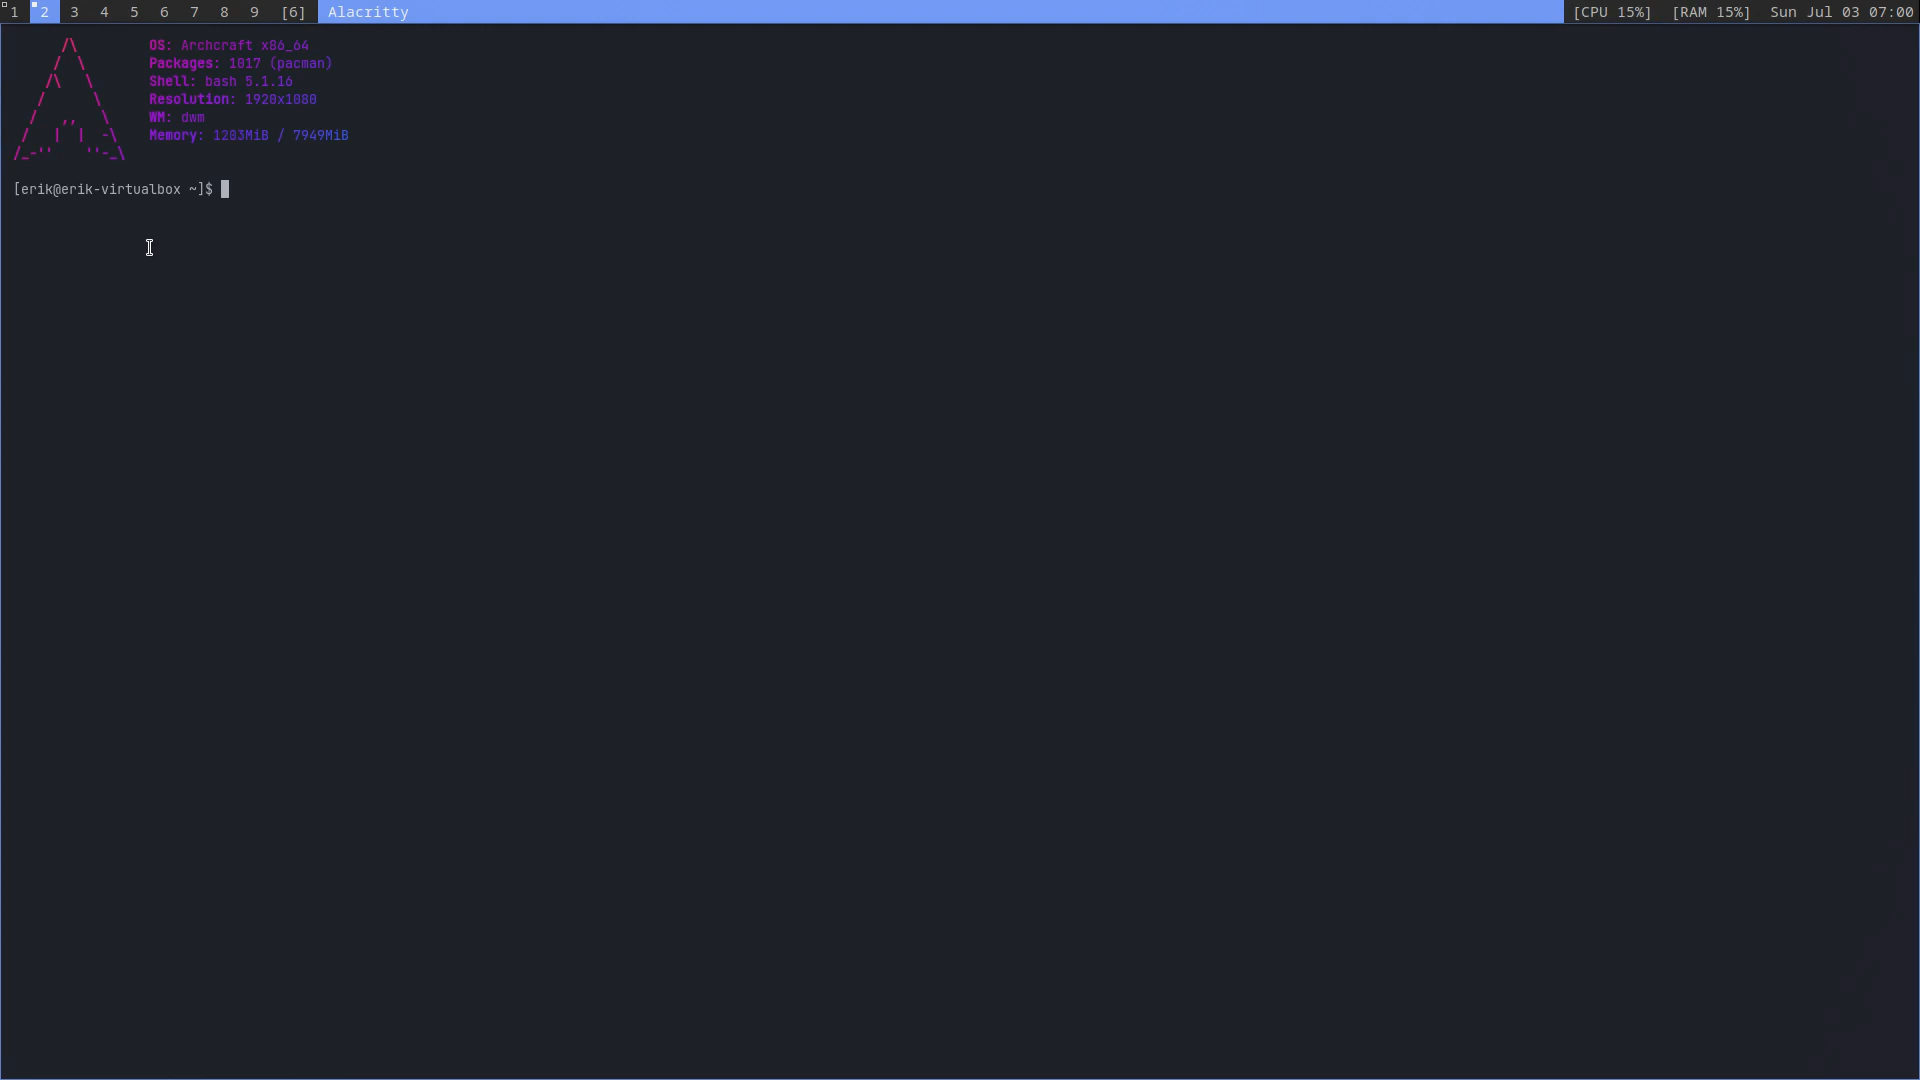 1 2 3 4 5 6 7 8 9 [6] Alacritty [CPU 15%] [RAM 15%] Sun Jul 03 07:00
OS: Archcraft x86_64
Packages: 1017 (pacman)
Shell: bash 5.1.16
Resolution: 1920x1080
WM: dwm
Memory: 1203MiB / 7949MiB
[erik@erik-virtualbox ~]$